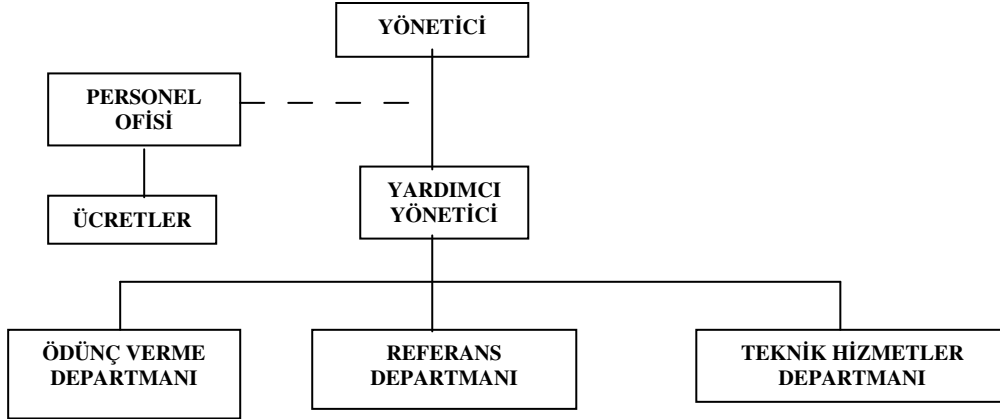 YÖNETİCİ
PERSONEL
OFİSİ
YARDIMCI
YÖNETİCİ
ÜCRETLER
ÖDÜNÇ VERME
DEPARTMANI
REFERANS
DEPARTMANI
TEKNİK HİZMETLER
DEPARTMANI